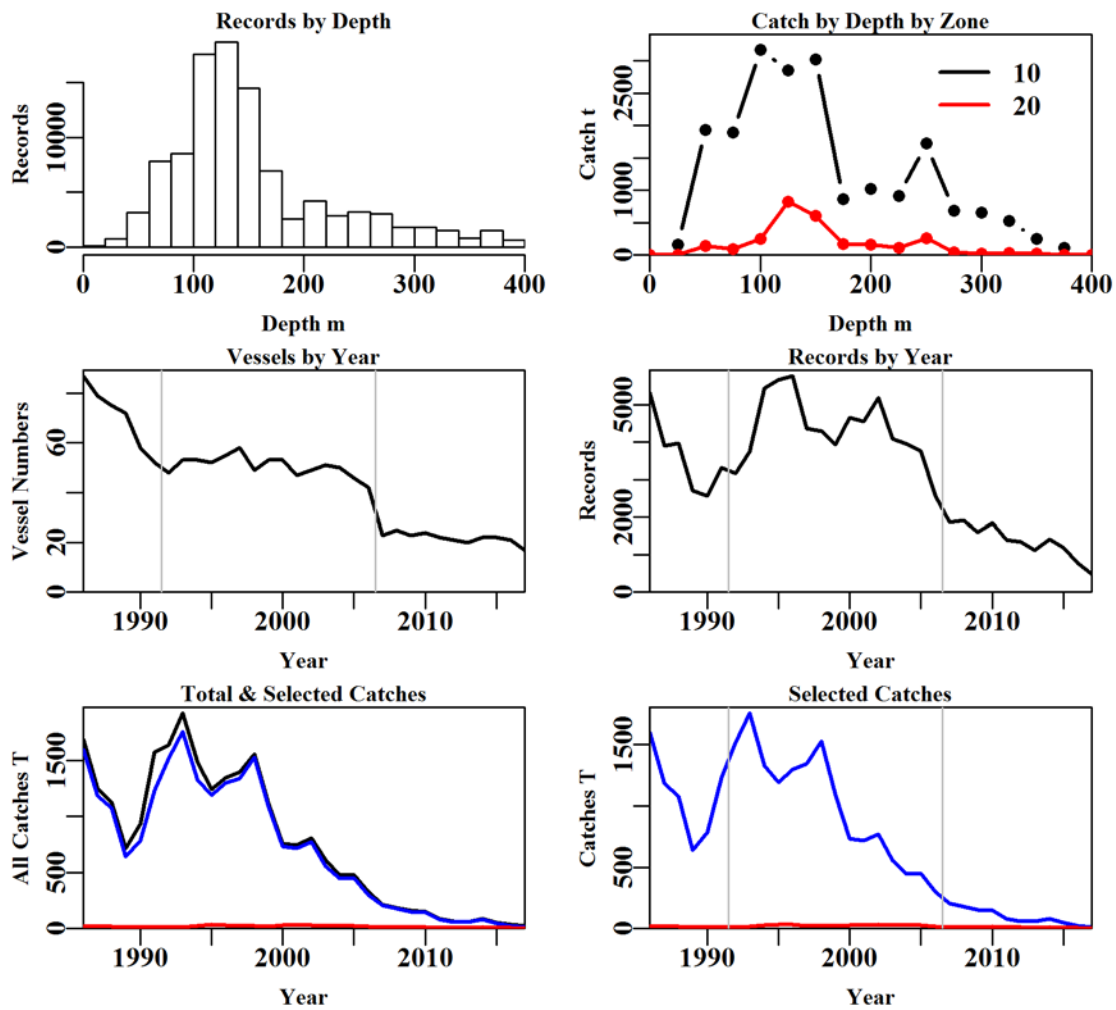 Records by Depth
Records
0
10000
0
100
200
300
400
Depth m
Catch by Depth by Zone
Catch t
0
1000
2500
10
20
0
100
200
300
400
Depth m
Vessels by Year
Vessel Numbers
20
60
0
1990
2000
2010
Year
Records by Year
Records
0
2000
5000
1990
2000
2010
Year
Total & Selected Catches
All Catches T
0
500
1500
1990
2000
2010
Year
Selected Catches
Catches T
0
500
1500
1990
2000
2010
Year